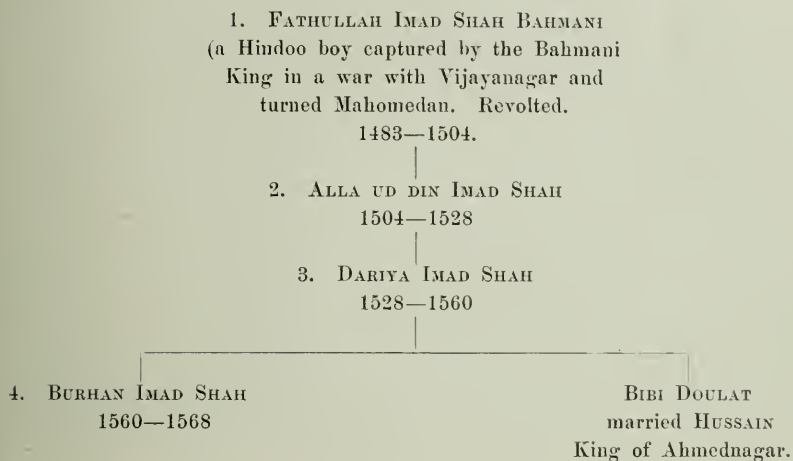 1. FATHULLAH IMAD SHAH BAHMANI
(a Hindoo boy captured by the Bahmani
King in a war with Vijayanagar and
turned Mahomedan. Revolted.
1483—1504.
2. ALLA UD DIN IMAD SHAH
1504—1528
3. DARIYA IMAD SHAH
1528—1560
4. BURHAN IMAD SHAH
1560—1568
BIBI DOULAT
married HUSSAIN
King of Ahmednagar.